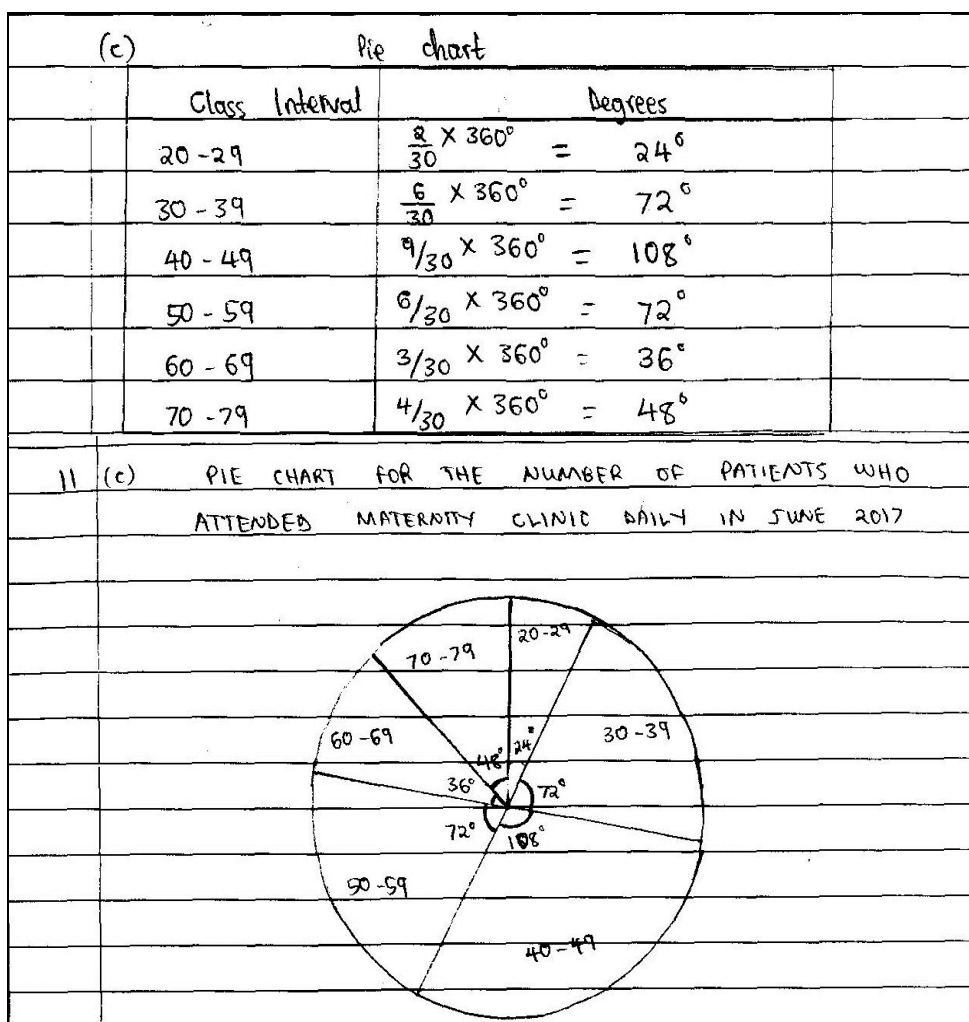 (c) Pie chart
Class Interval Degrees
20-29 2/30 × 360° = 24°
30-39 6/30 × 360° = 72°
40-49 9/30 × 360° = 108°
50-59 6/30 × 360° = 72°
60-69 3/30 × 360° = 36°
70-79 4/30 × 360° = 48°
11 (c) PIE CHART FOR THE NUMBER OF PATIENTS WHO
ATTENDED MATERNITY CLINIC DAILY IN JUNE 2017
20-29
70-79
60-69
30-39
48° 24°
36° 72°
72° 108°
50-59
40-49